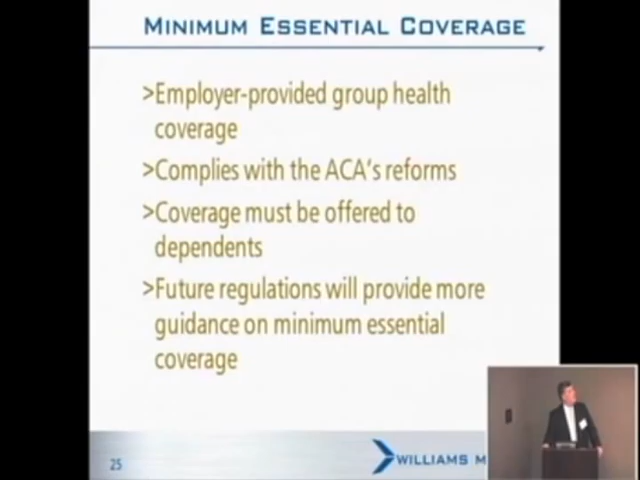 MINIMUM ESSENTIAL COVERAGE
>Employer-provided group health
coverage
>Complies with the ACA's reforms
>Coverage must be offered to
dependents
>Future regulations will provide more
guidance on minimum essential
coverage
25
WILLIAMS M